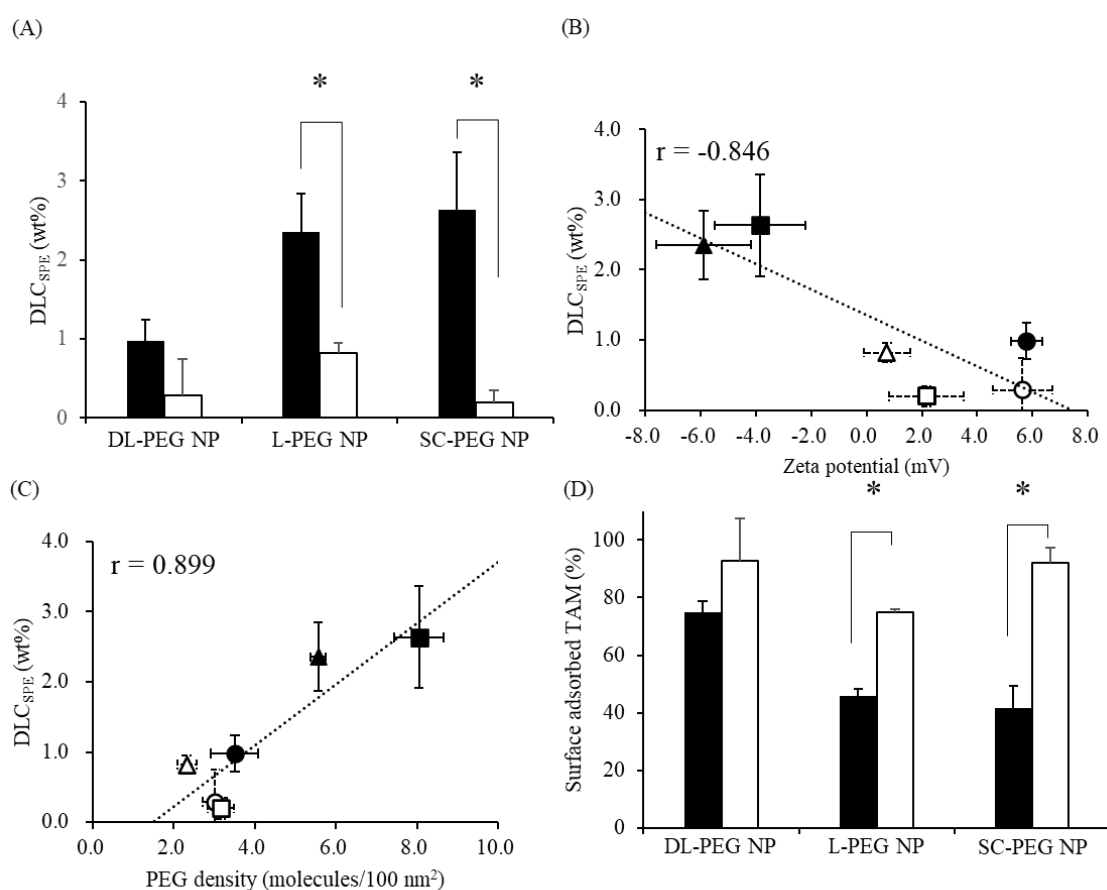 (A)
*
*
4
3
2
1
0
DLC_SPE (wt%)
DL-PEG NP
L-PEG NP
SC-PEG NP
(B)
r = -0.846
4.0
3.0
2.0
1.0
0.0
DLC_SPE (wt%)
-8.0 -6.0 -4.0 -2.0 0.0 2.0 4.0 6.0 8.0
Zeta potential (mV)
(C)
r = 0.899
4.0
3.0
2.0
1.0
0.0
DLC_SPE (wt%)
0.0 2.0 4.0 6.0 8.0 10.0
PEG density (molecules/100 nm²)
(D)
*
*
100
80
60
40
20
0
Surface adsorbed TAM (%)
DL-PEG NP
L-PEG NP
SC-PEG NP